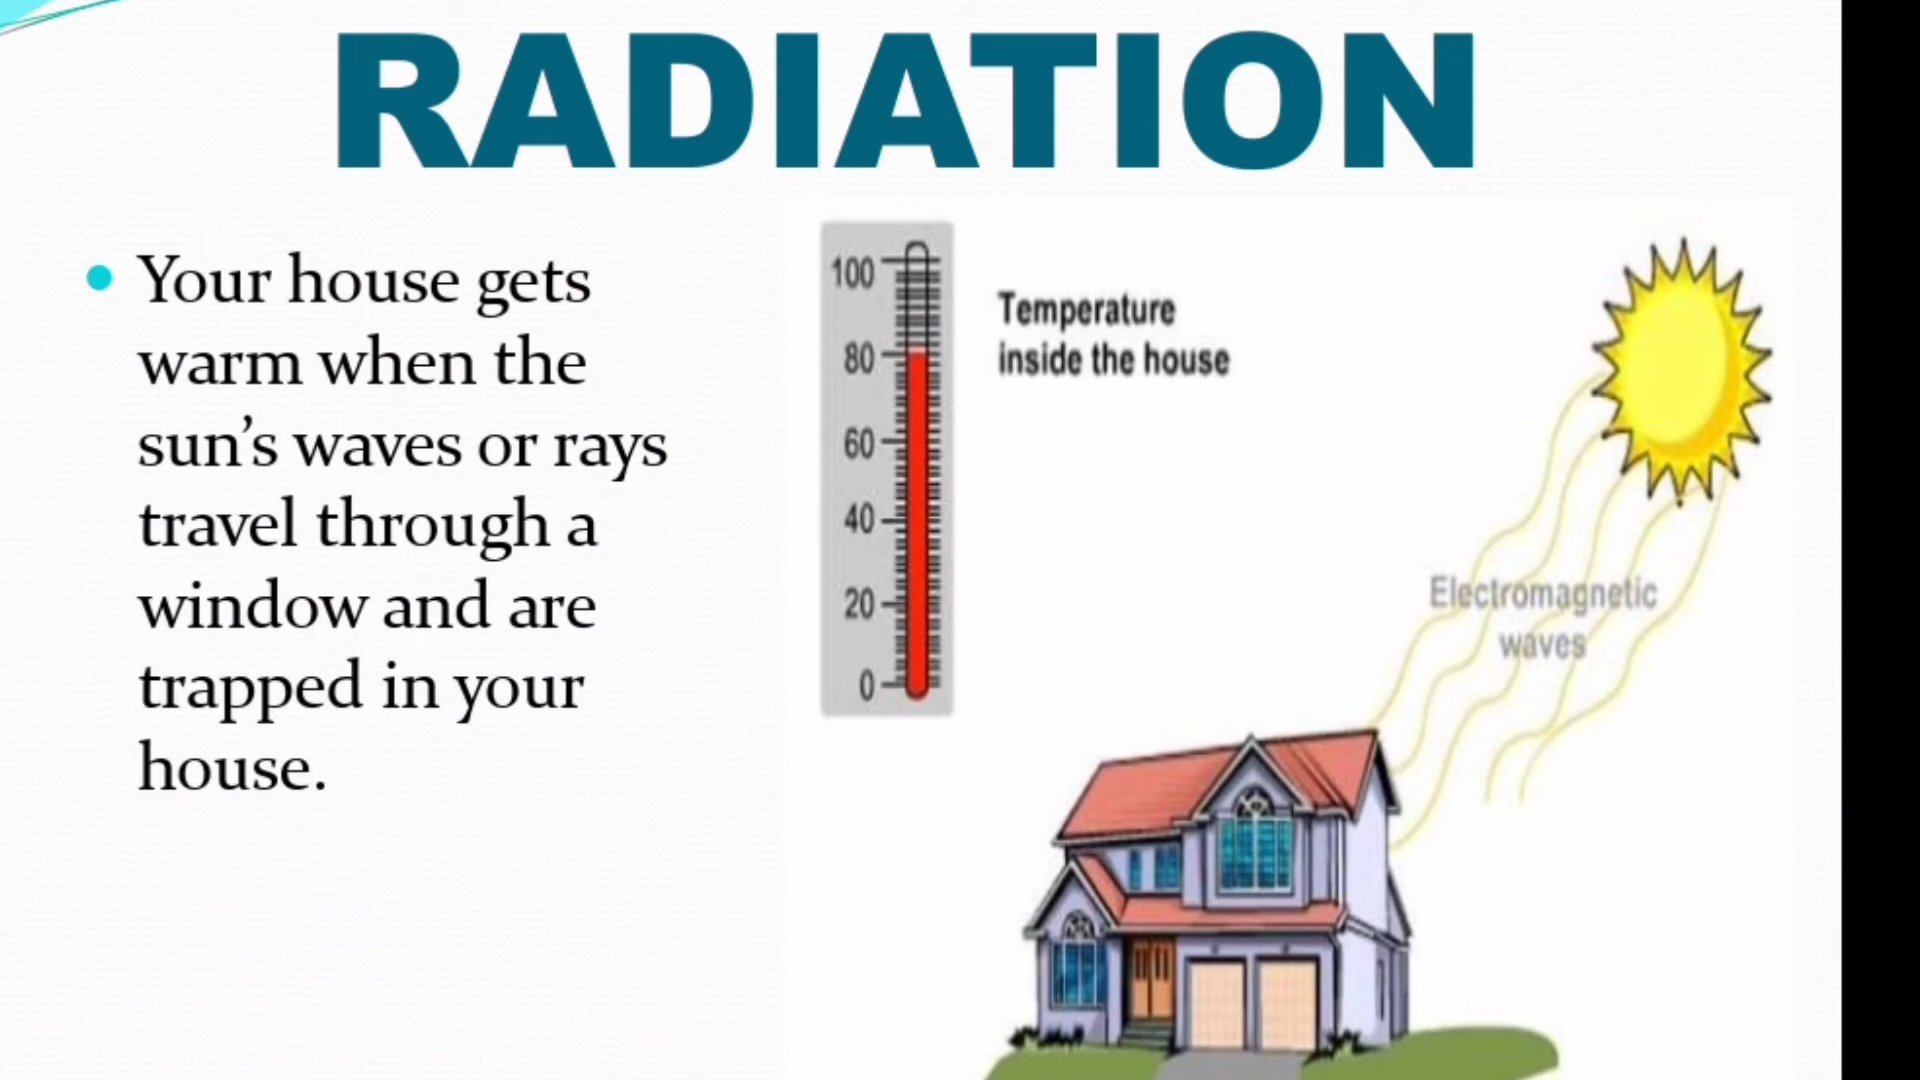 RADIATION
Your house gets
warm when the
sun’s waves or rays
travel through a
window and are
trapped in your
house.
100
80
60
40
20
0
Temperature
inside the house
Electromagnetic
waves